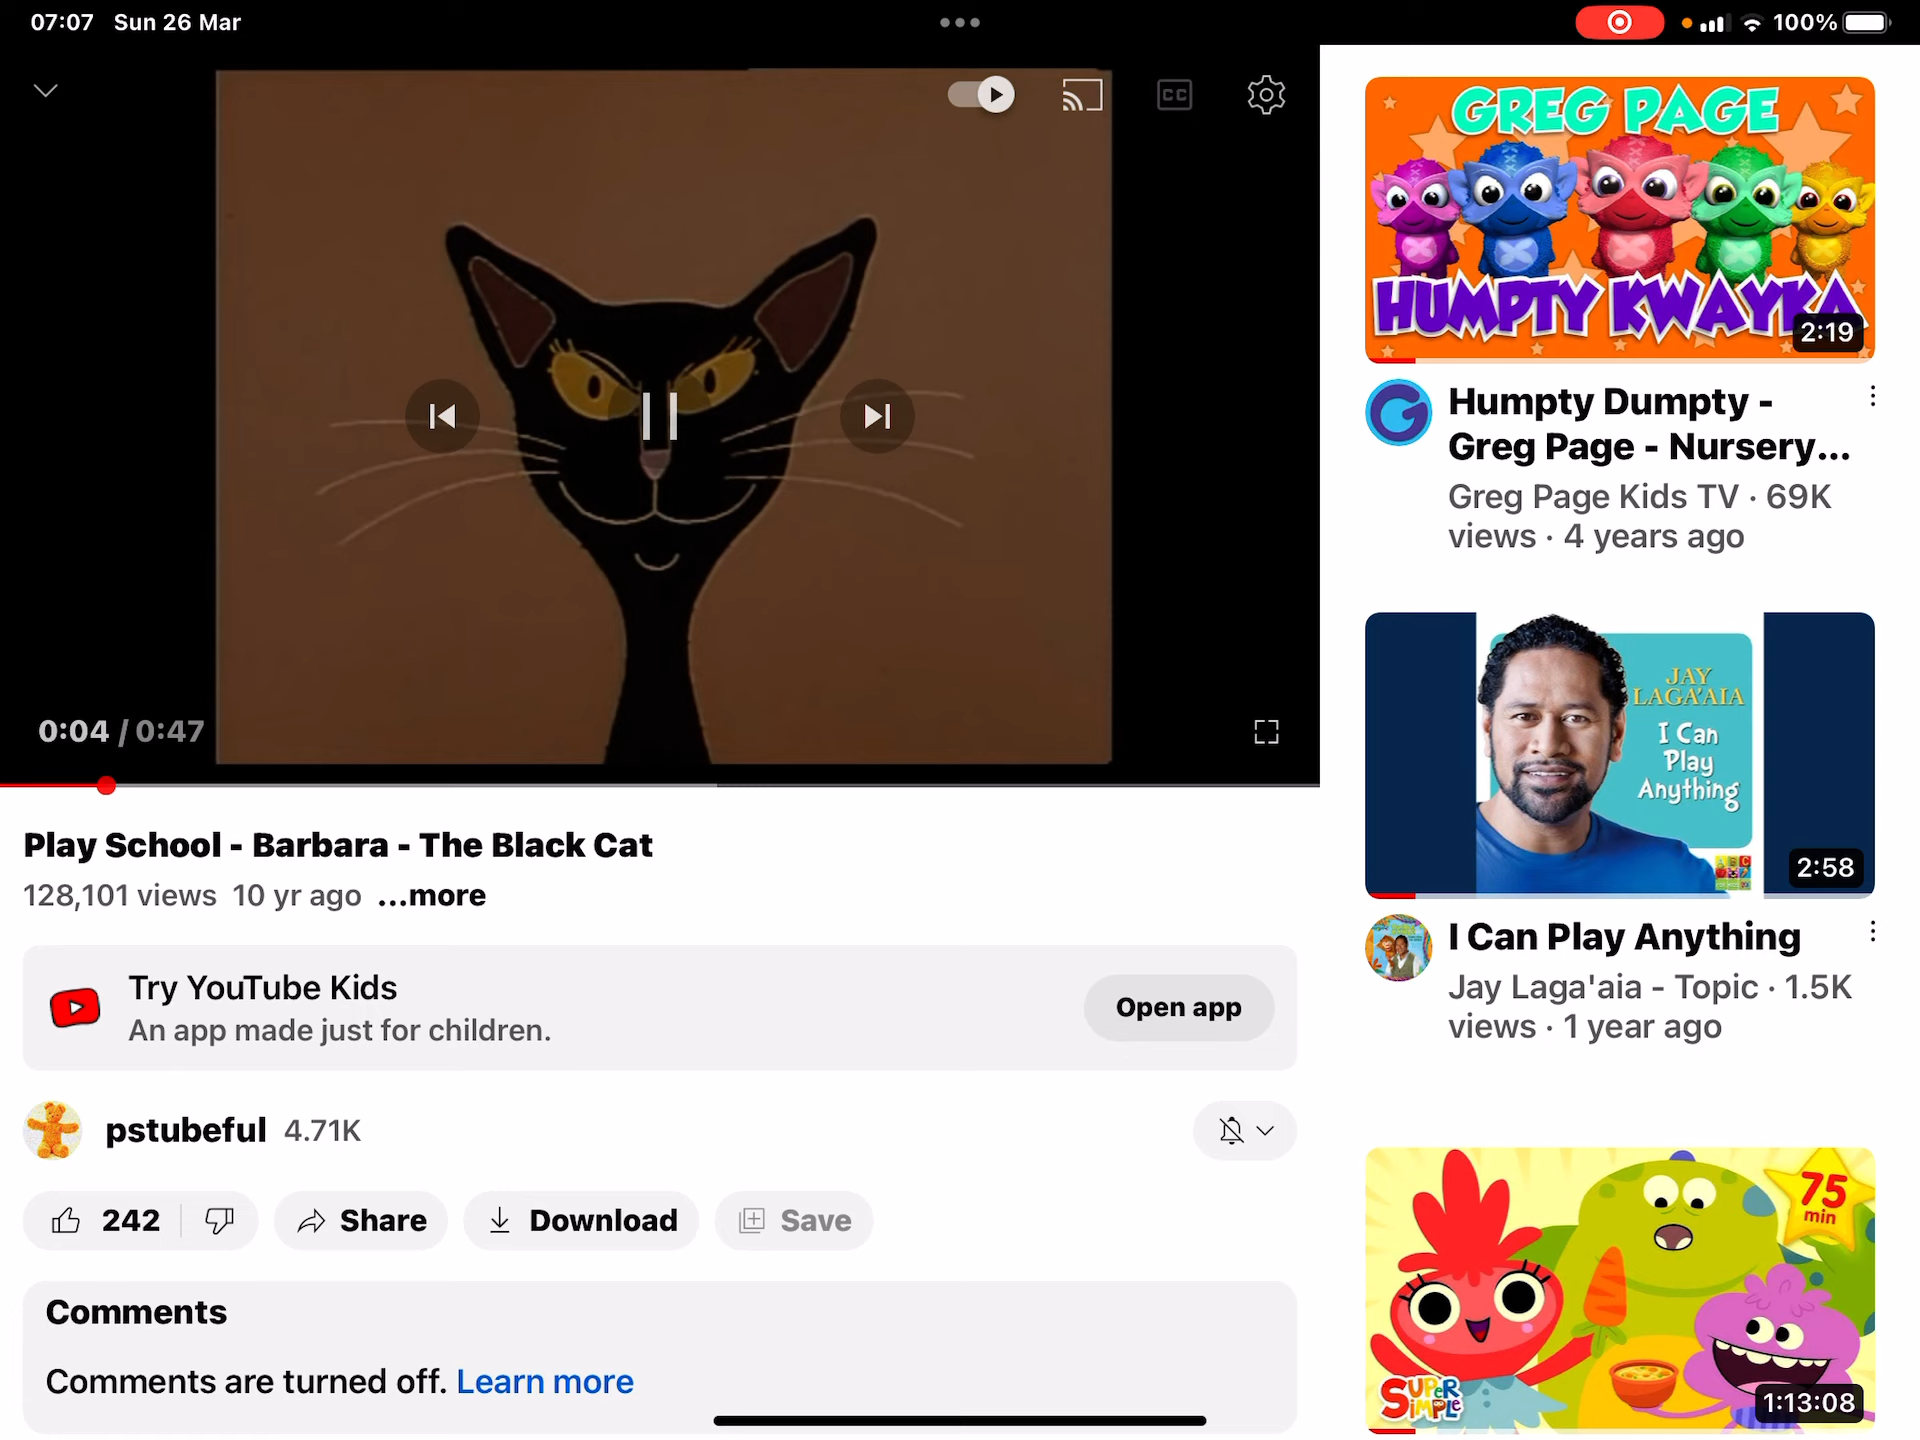 07:07 Sun 26 Mar
100%
CC
0:04 / 0:47
Play School - Barbara - The Black Cat
128,101 views 10 yr ago ...more
Try YouTube Kids
An app made just for children.
Open app
pstubeful 4.71K
242
Share
Download
Save
Comments
Comments are turned off. Learn more
GREG PAGE
HUMPTY KWAYKA
2:19
Humpty Dumpty -
Greg Page - Nursery...
Greg Page Kids TV · 69K
views · 4 years ago
JAY
LAGA'AIA
I Can
Play
Anything
2:58
I Can Play Anything
Jay Laga'aia - Topic · 1.5K
views · 1 year ago
75
min
SUPER
SIMPLE
1:13:08